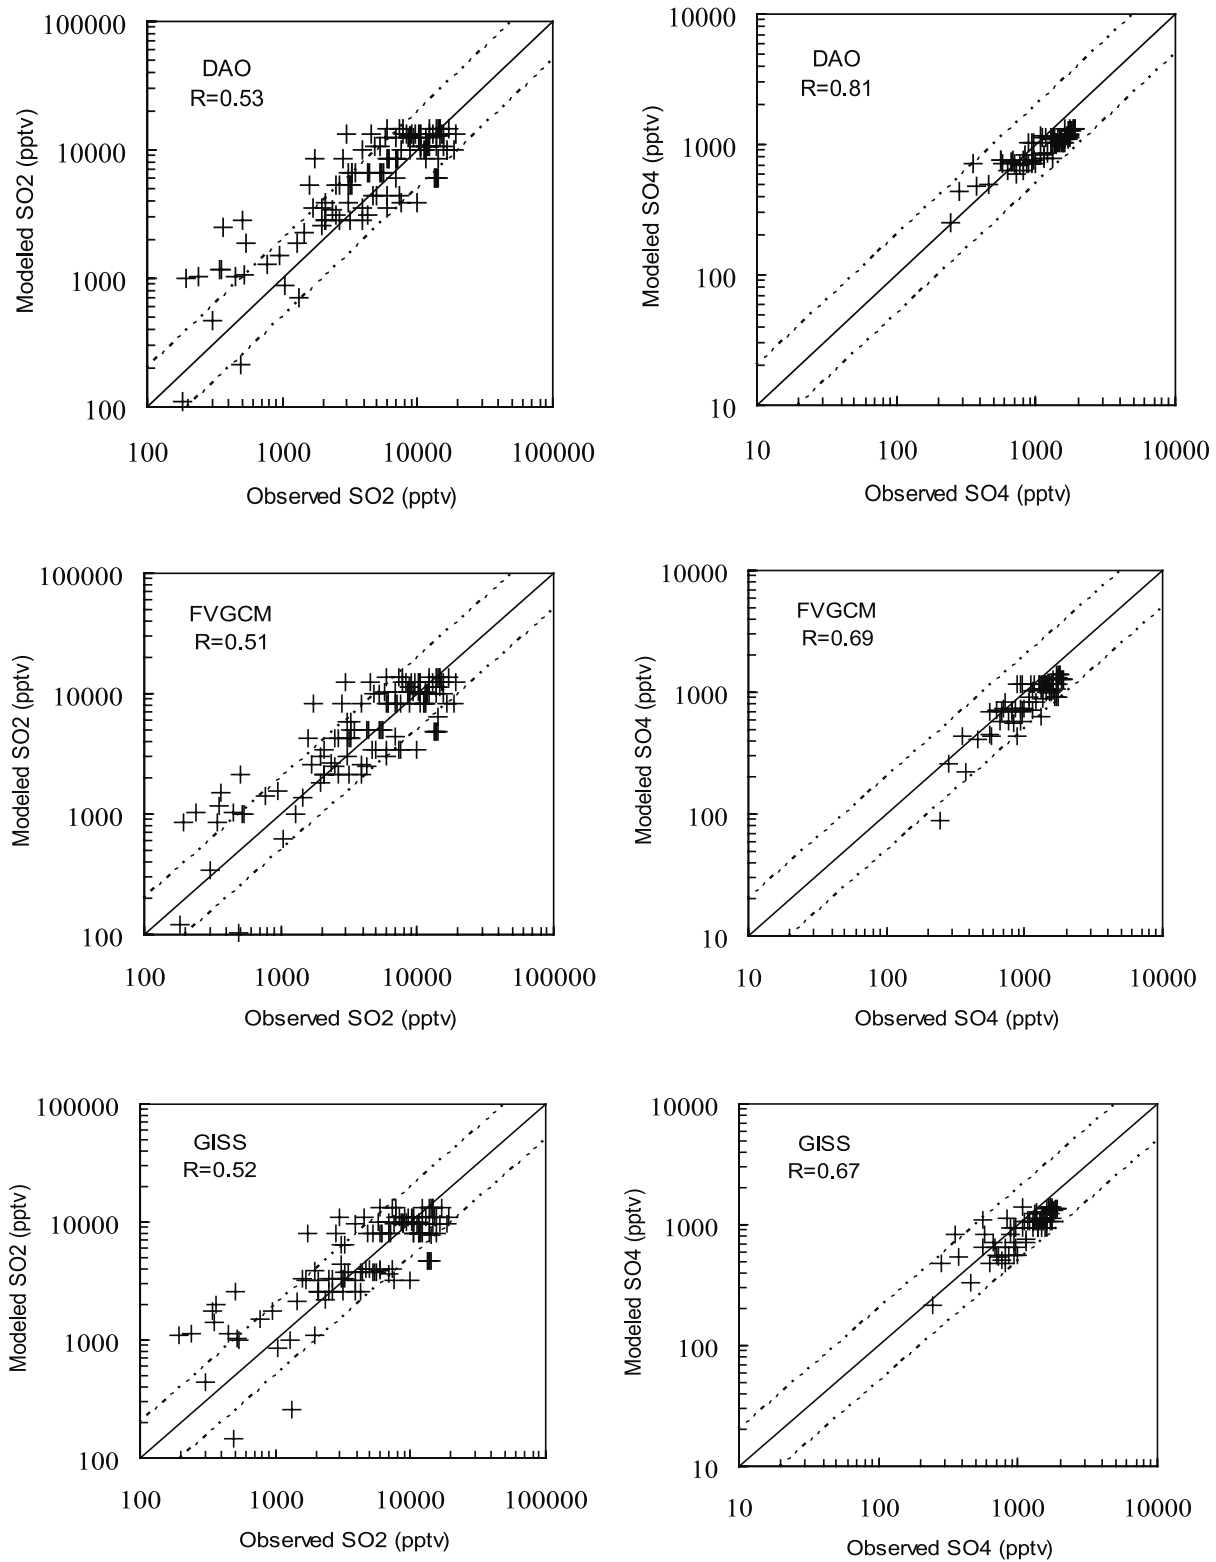 100000
10000
1000
100
Modeled SO2 (pptv)
DAO
R=0.53
100 1000 10000 100000
Observed SO2 (pptv)
10000
1000
100
10
Modeled SO4 (pptv)
DAO
R=0.81
10 100 1000 10000
Observed SO4 (pptv)
100000
10000
1000
100
Modeled SO2 (pptv)
FVGCM
R=0.51
100 1000 10000 100000
Observed SO2 (pptv)
10000
1000
100
10
Modeled SO4 (pptv)
FVGCM
R=0.69
10 100 1000 10000
Observed SO4 (pptv)
100000
10000
1000
100
Modeled SO2 (pptv)
GISS
R=0.52
100 1000 10000 100000
Observed SO2 (pptv)
10000
1000
100
10
Modeled SO4 (pptv)
GISS
R=0.67
10 100 1000 10000
Observed SO4 (pptv)